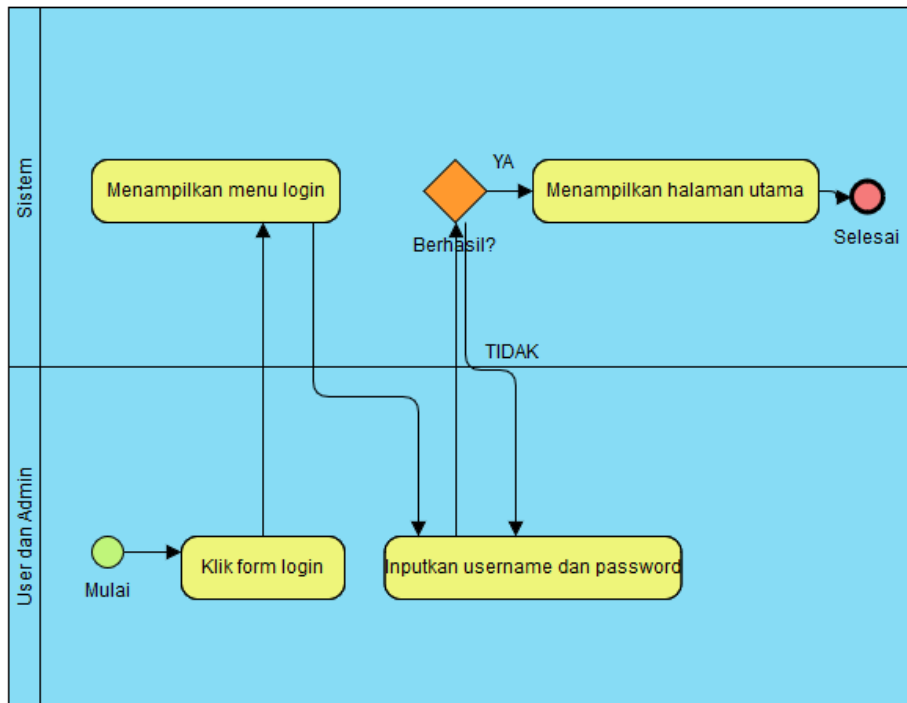 Sistem
Menampilkan menu login
YA
Menampilkan halaman utama
Berhasil?
Selesai
TIDAK
User dan Admin
Mulai
Klik form login
Inputkan username dan password